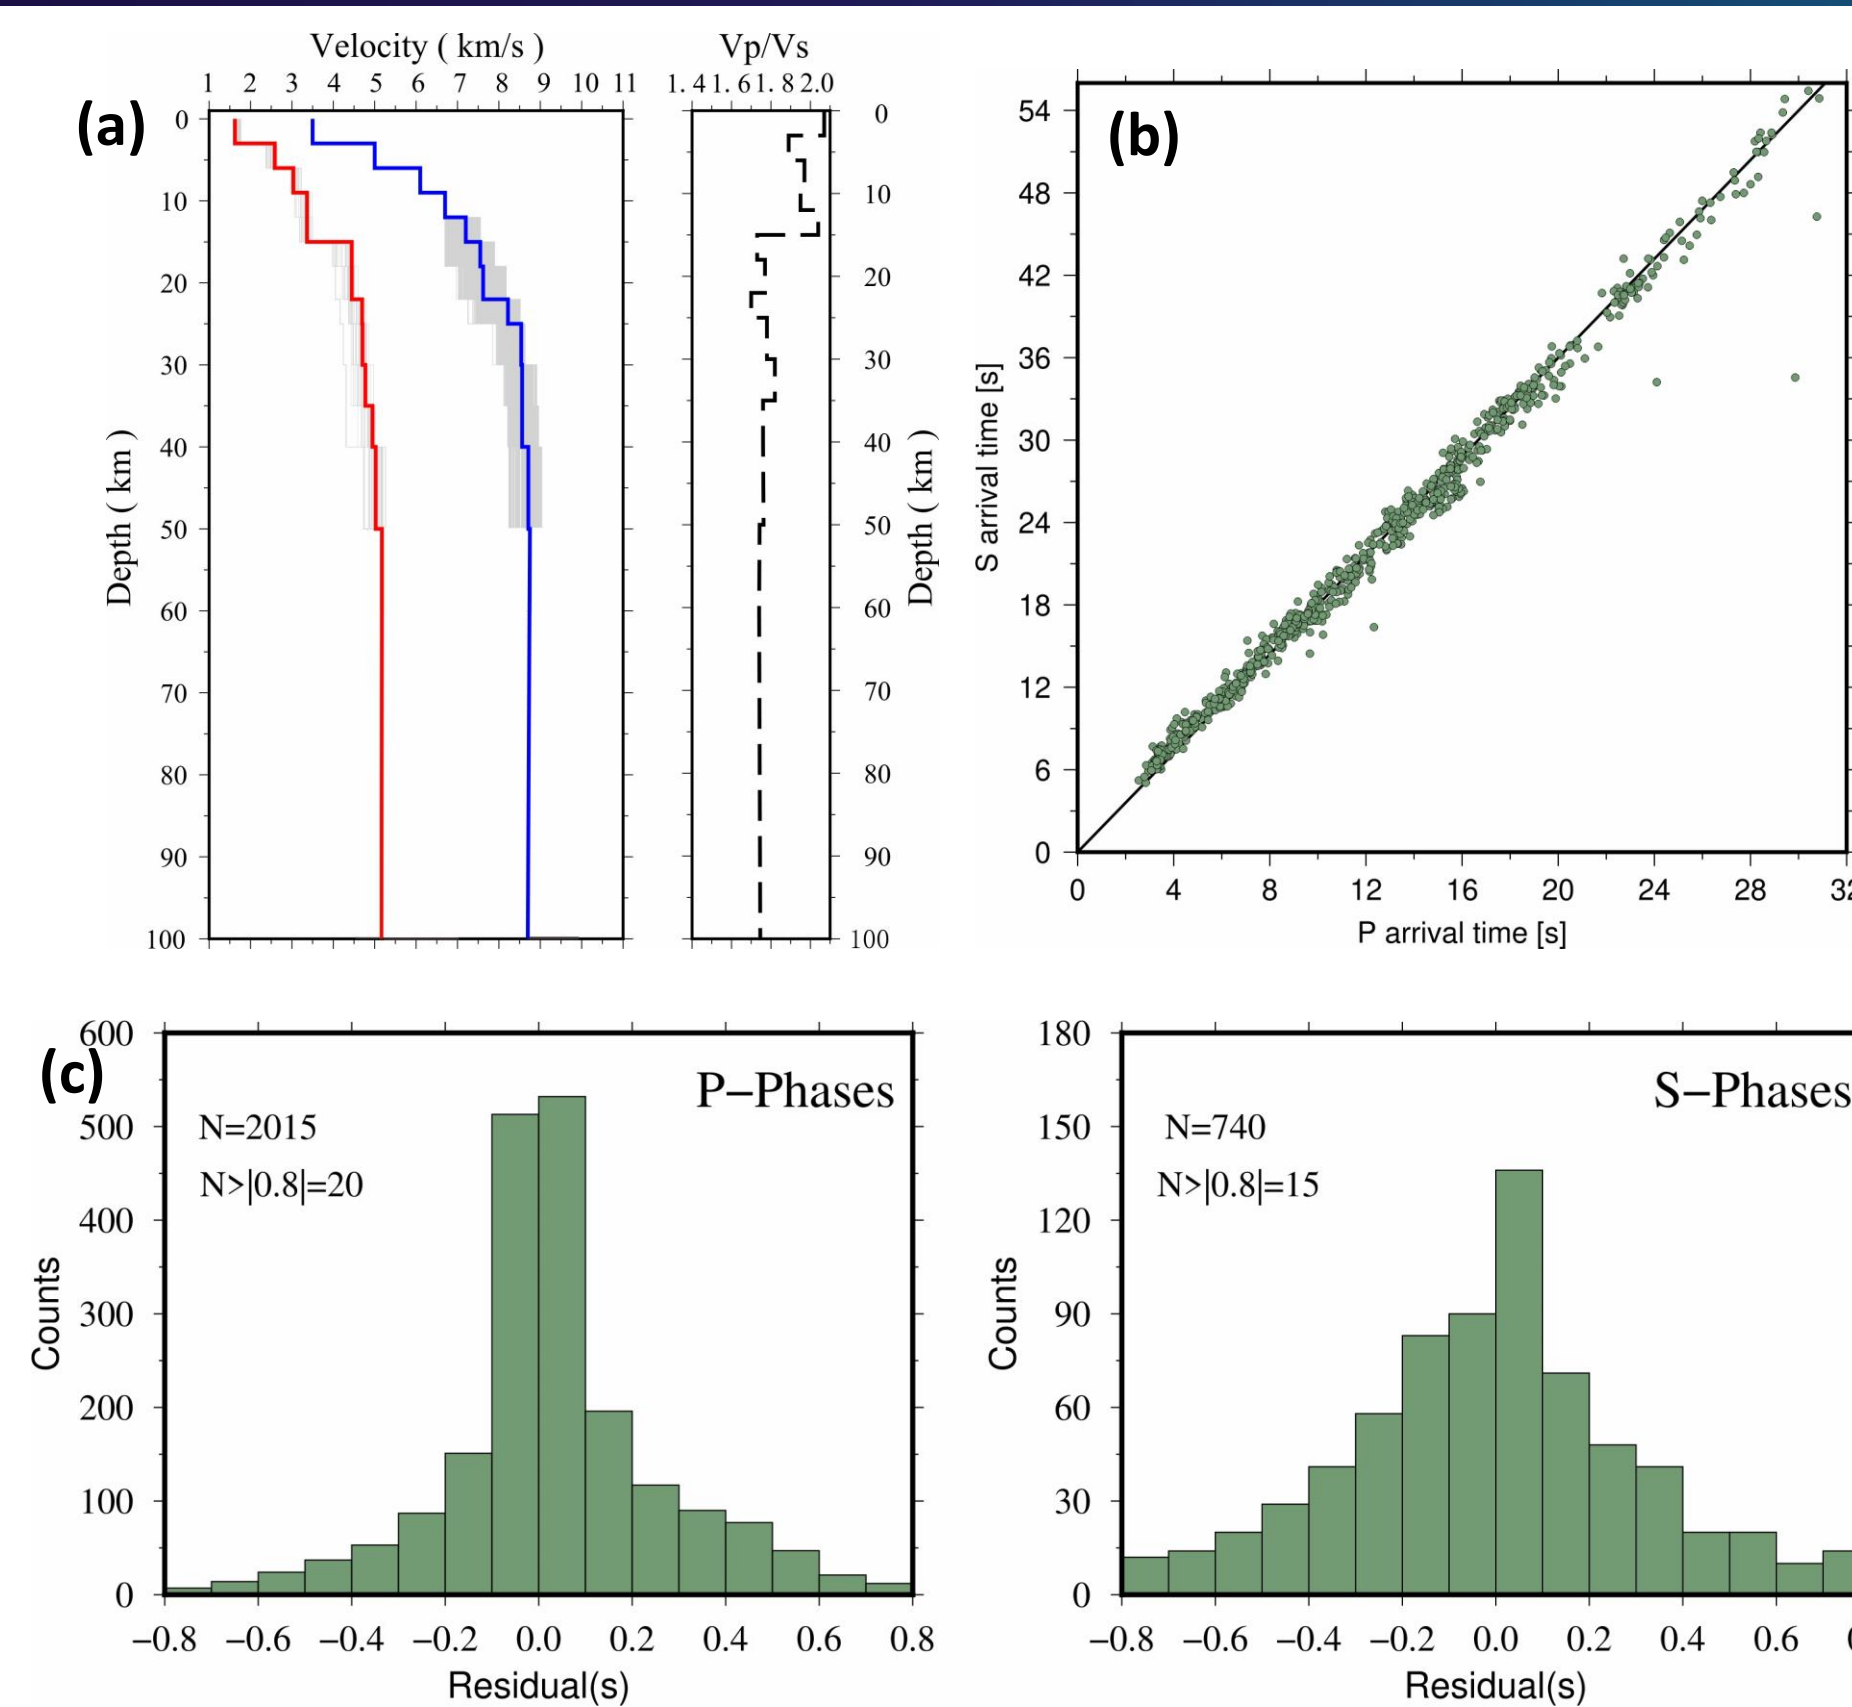 (a)
Velocity ( km/s )
1 2 3 4 5 6 7 8 9 10 11
0
10
20
30
40
50
60
70
80
90
100
Depth ( km )
Vp/Vs
1.4 1.6 1.8 2.0
0
10
20
30
40
50
60
70
80
90
100
Depth ( km )
(b)
54
48
42
36
30
24
18
12
6
0
S arrival time [s]
0 4 8 12 16 20 24 28
P arrival time [s]
(c)
600
500
400
300
200
100
0
Counts
P−Phases
N=2015
N>|0.8|=20
−0.8 −0.6 −0.4 −0.2 0.0 0.2 0.4 0.6 0.8
Residual(s)
180
150
120
90
60
30
0
Counts
S−Phases
N=740
N>|0.8|=15
−0.8 −0.6 −0.4 −0.2 0.0 0.2 0.4 0.6
Residual(s)